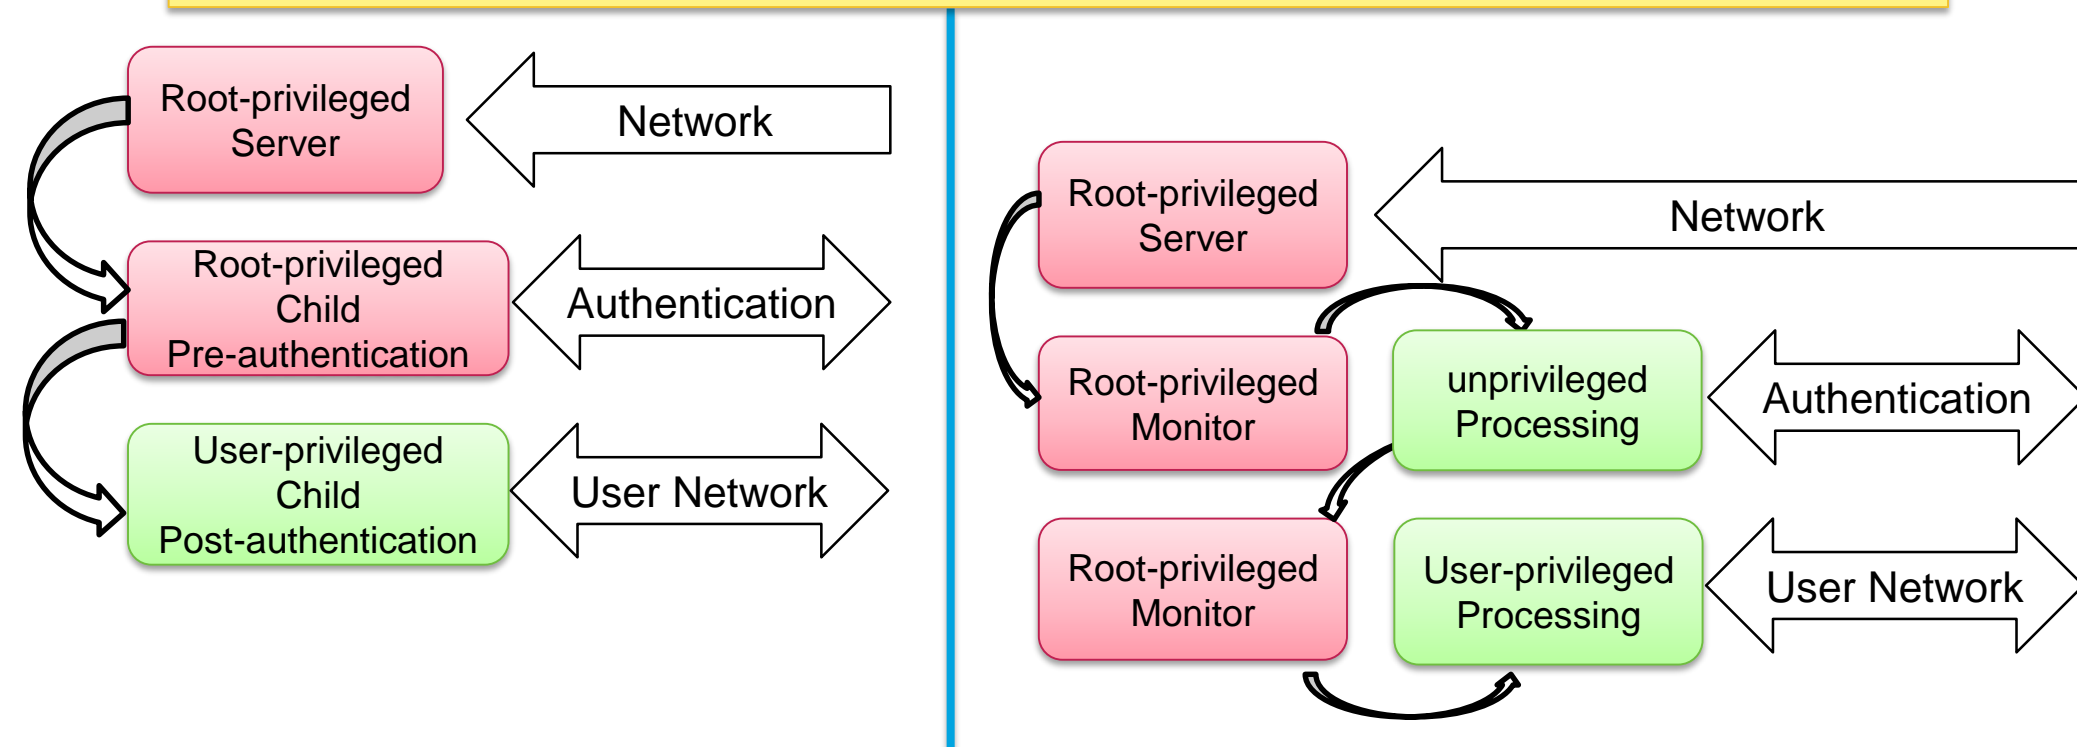 Root-privileged
Server
Network
Root-privileged
Child
Pre-authentication
Authentication
User-privileged
Child
Post-authentication
User Network
Root-privileged
Server
Network
Root-privileged
Monitor
unprivileged
Processing
Authentication
Root-privileged
Monitor
User-privileged
Processing
User Network